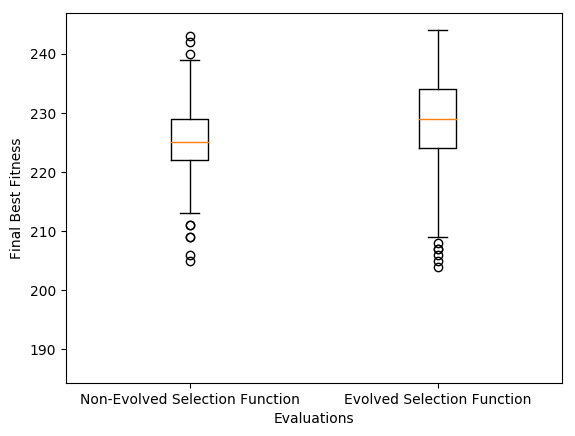 240
230
220
210
200
190
Final Best Fitness
Non-Evolved Selection Function
Evolved Selection Function
Evaluations